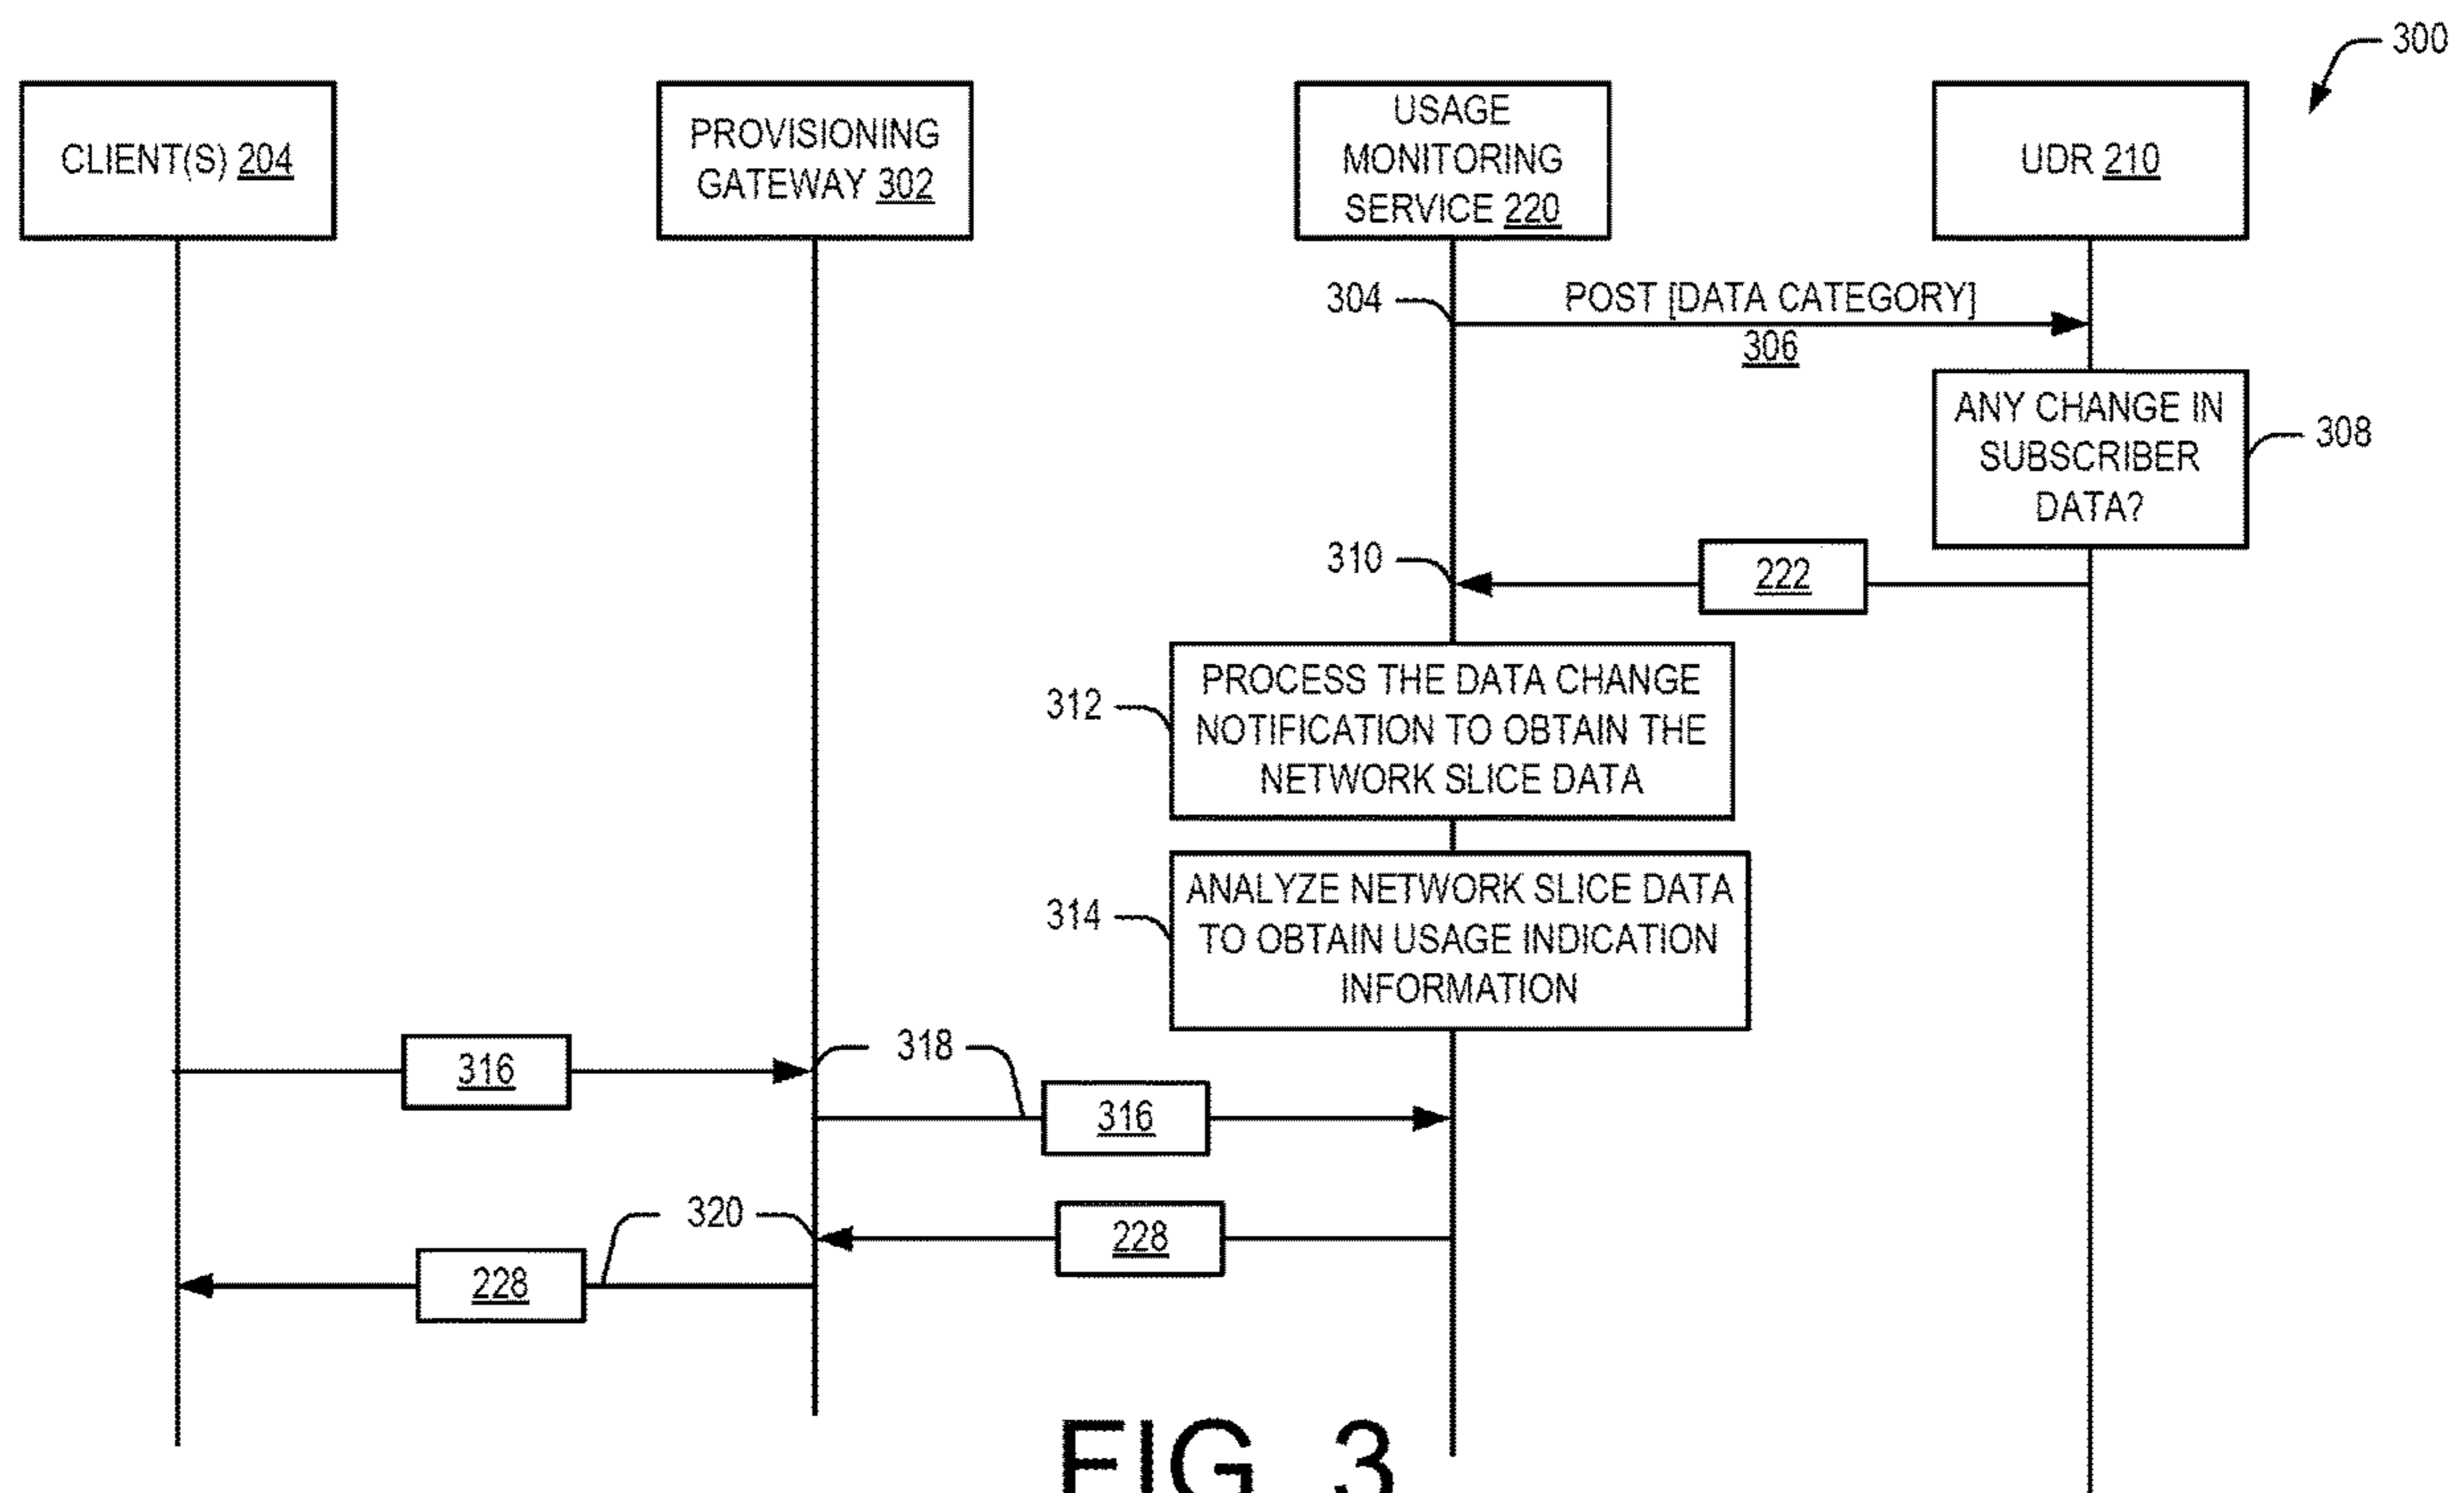 300
CLIENT(S) 204
PROVISIONING
GATEWAY 302
USAGE
MONITORING
SERVICE 220
UDR 210
304
POST [DATA CATEGORY]
306
ANY CHANGE IN
SUBSCRIBER
DATA?
308
310
222
312
PROCESS THE DATA CHANGE
NOTIFICATION TO OBTAIN THE
NETWORK SLICE DATA
314
ANALYZE NETWORK SLICE DATA
TO OBTAIN USAGE INDICATION
INFORMATION
316
318
316
320
228
228
FIG. 3